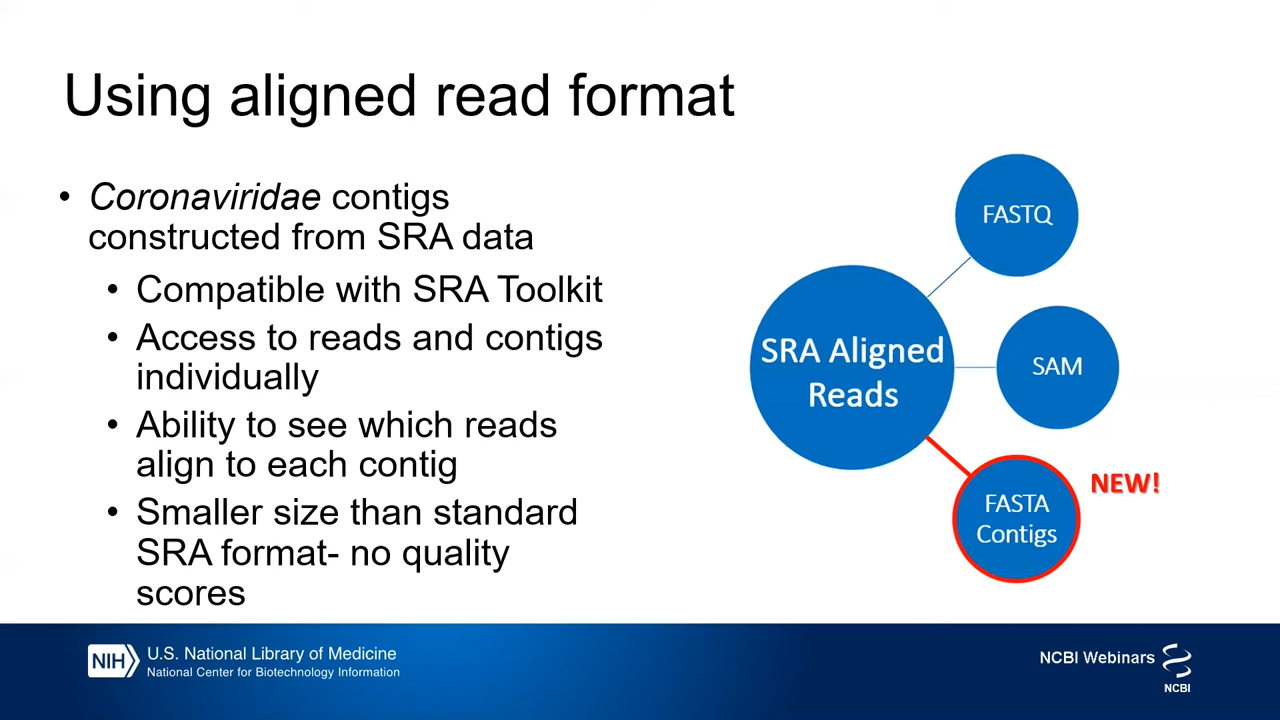 Using aligned read format
• Coronaviridae contigs
constructed from SRA data
• Compatible with SRA Toolkit
• Access to reads and contigs
individually
• Ability to see which reads
align to each contig
• Smaller size than standard
SRA format- no quality
scores
FASTQ
SRA Aligned
Reads
SAM
FASTA
Contigs
NEW!
NIH
U.S. National Library of Medicine
National Center for Biotechnology Information
NCBI Webinars
NCBI